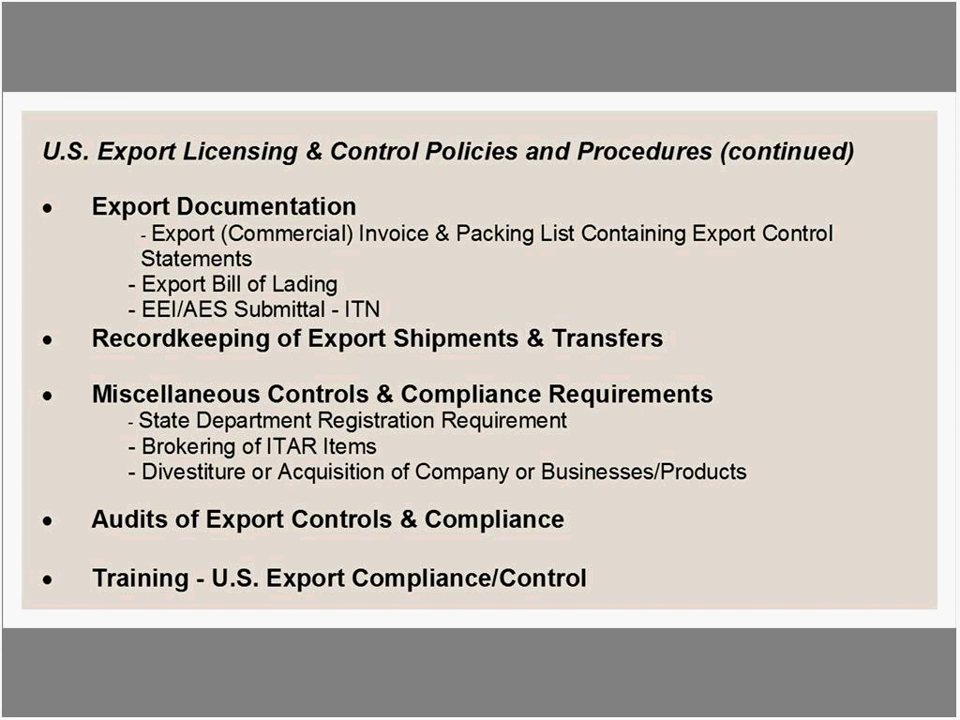 U.S. Export Licensing & Control Policies and Procedures (continued)
• Export Documentation
- Export (Commercial) Invoice & Packing List Containing Export Control
Statements
- Export Bill of Lading
- EEI/AES Submittal - ITN
• Recordkeeping of Export Shipments & Transfers
• Miscellaneous Controls & Compliance Requirements
- State Department Registration Requirement
- Brokering of ITAR Items
- Divestiture or Acquisition of Company or Businesses/Products
• Audits of Export Controls & Compliance
• Training - U.S. Export Compliance/Control